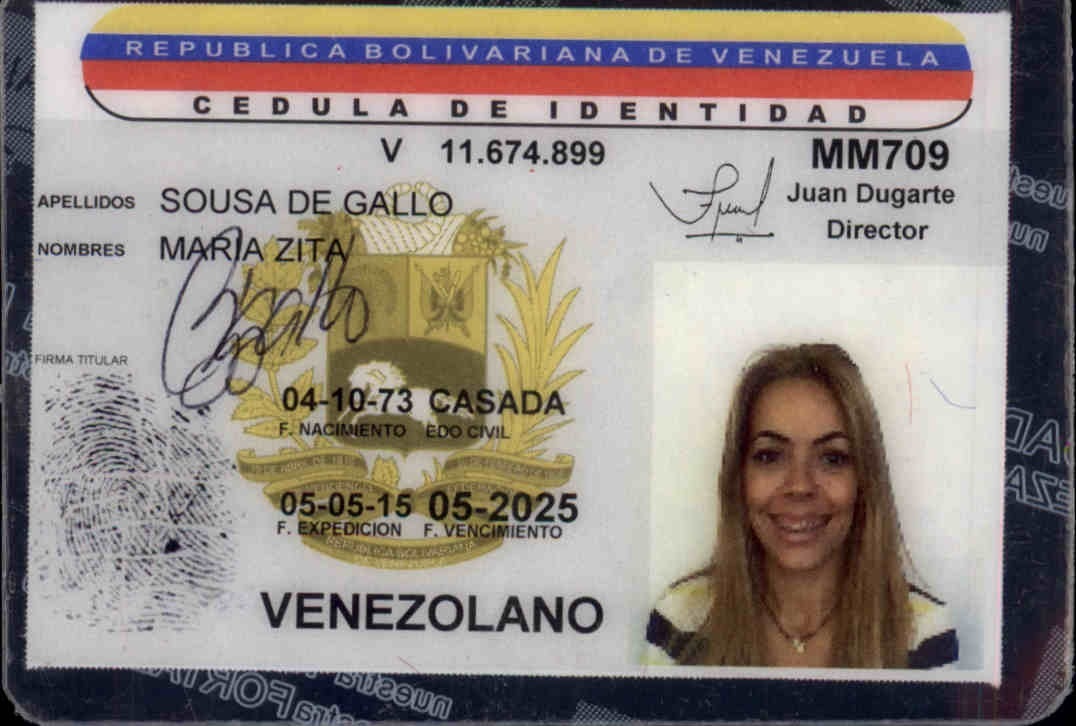 REPUBLICA BOLIVARIANA DE VENEZUELA
CEDULA DE IDENTIDAD
V 11.674.899
MM709
Juan Dugarte
Director
APELLIDOS SOUSA DE GALLO
NOMBRES MARIA ZITA
FIRMA TITULAR
04-10-73 CASADA
F. NACIMIENTO EDO CIVIL
05-05-15 05-2025
F. EXPEDICION F. VENCIMIENTO
REPUBLICA BOLIVARIANA
VENEZOLANO